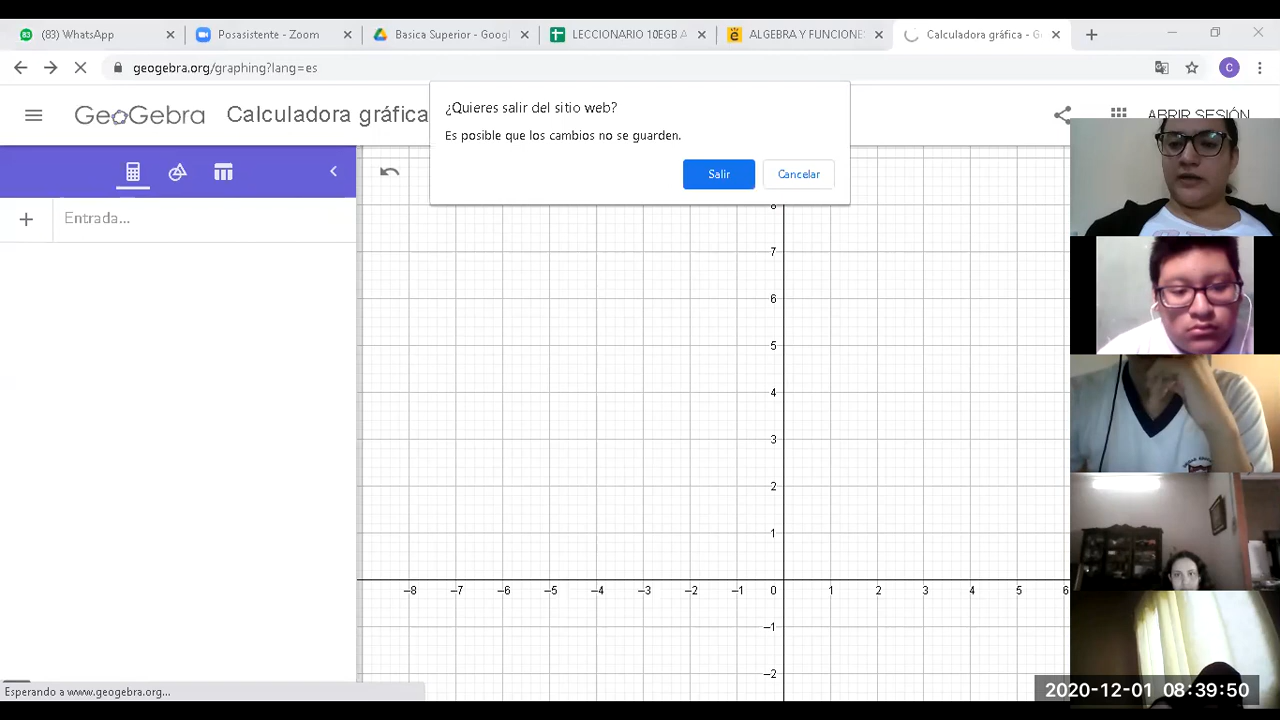 (83) WhatsApp
Posasistente - Zoom
Basica Superior - Googl
LECCIONARIO 10EGB A
ALGEBRA Y FUNCIONE
Calculadora gráfica - G
geogebra.org/graphing?lang=es
C
GeoGebra
Calculadora gráfica
ABRIR SESIÓN
¿Quieres salir del sitio web?
Es posible que los cambios no se guarden.
Salir
Cancelar
+ Entrada...
8
7
6
5
4
3
2
1
–8 –7 –6 –5 –4 –3 –2 –1 0 1 2 3 4 5 6
–1
–2
Esperando a www.geogebra.org...
2020-12-01 08:39:50